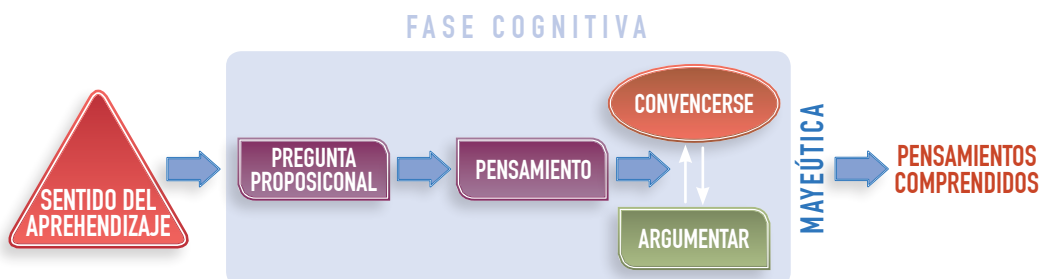 FASE COGNITIVA
SENTIDO DEL
APREHENDIZAJE
PREGUNTA
PROPOSICONAL
PENSAMIENTO
CONVENCERSE
ARGUMENTAR
MAYEÚTICA
PENSAMIENTOS
COMPRENDIDOS